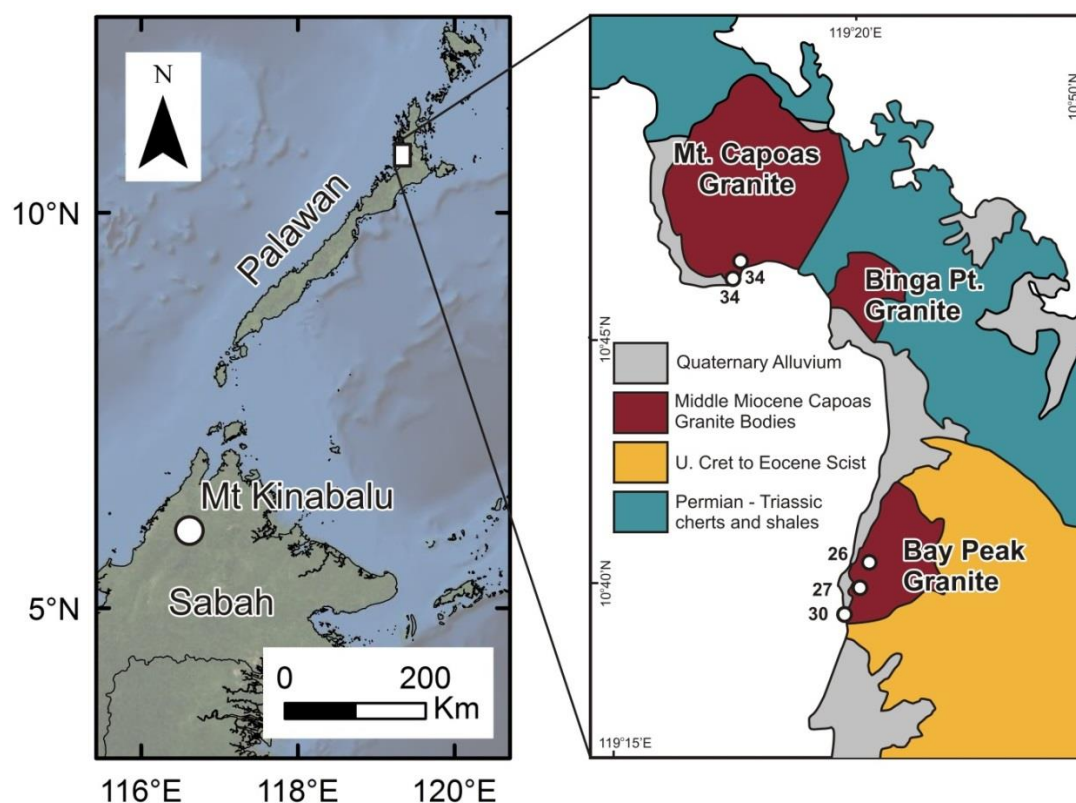 N
10°N
5°N
116°E
118°E
120°E
Palawan
Mt Kinabalu
Sabah
0 200
Km
119°20'E
10°50'N
10°45'N
10°40'N
119°15'E
Mt. Capoas
Granite
34
34
Binga Pt.
Granite
Quaternary Alluvium
Middle Miocene Capoas
Granite Bodies
U. Cret to Eocene Scist
Permian - Triassic
cherts and shales
26
27
30
Bay Peak
Granite